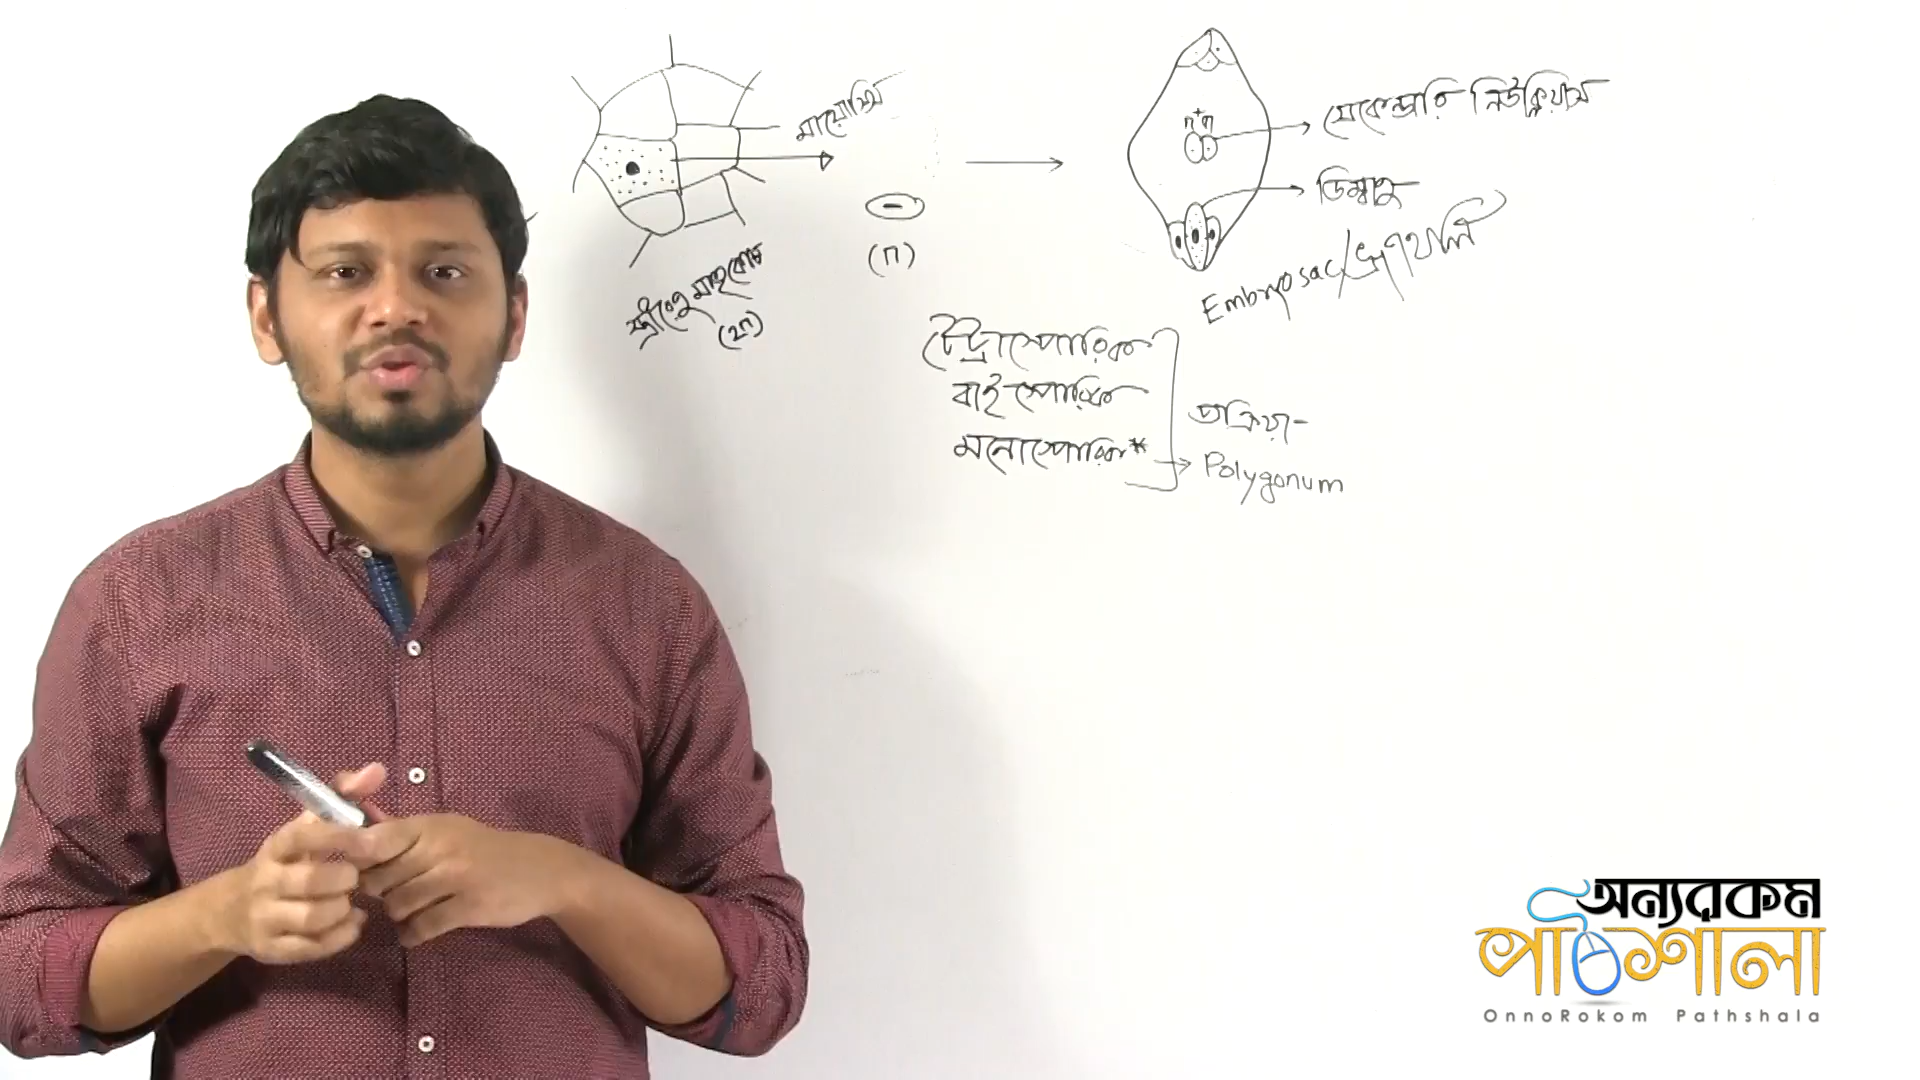 মায়োসিস
স্ত্রীরেণু মাতৃকোষ
(2n)
(n)
n+n
সেকেন্ডারি নিউক্লিয়াস
ডিম্বাণু
Embryo sac/ভ্রূণথলি
টেট্রাস্পোরিক
বাইস্পোরিক
মনোস্পোরিক*
প্রক্রিয়া-
Polygonum
অন্যরকম
পাঠশালা
OnnoRokom Pathshala